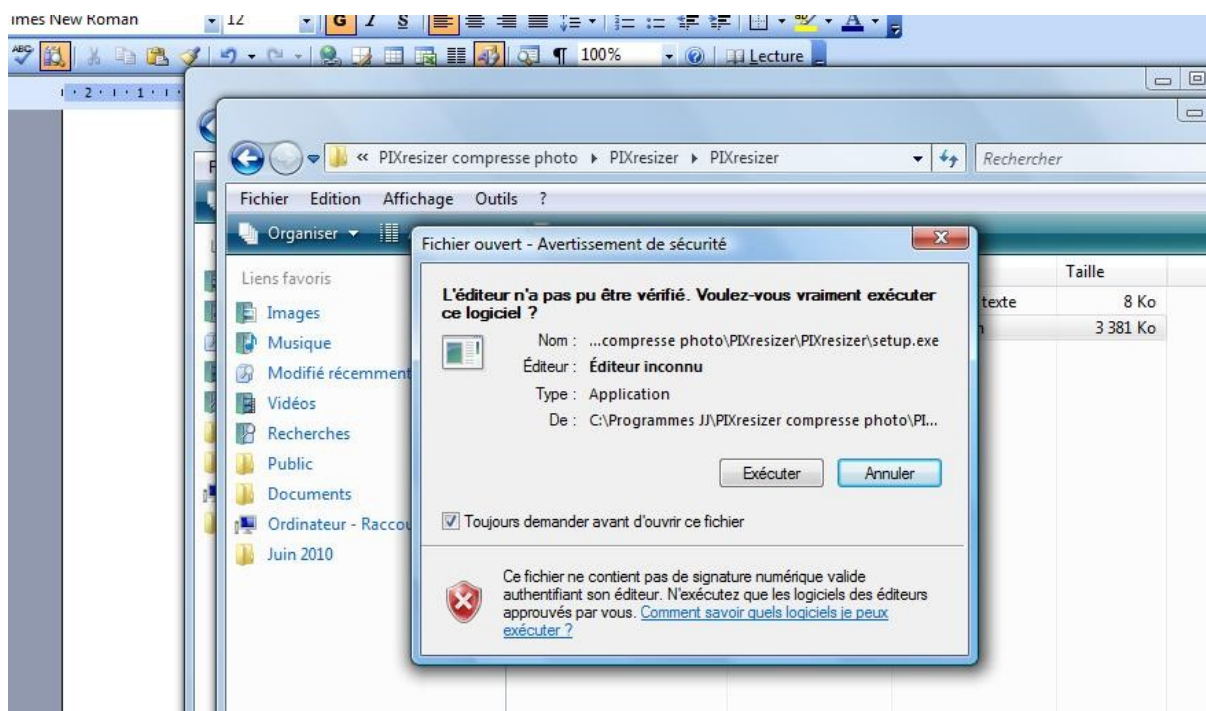 Times New Roman 12 G I S
ABC 100% Lecture
2 1 1
« PIXresizer compresse photo PIXresizer PIXresizer Rechercher
Fichier Edition Affichage Outils ?
Organiser
Fichier ouvert - Avertissement de sécurité
Liens favoris
Images
Musique
Modifié récemment
Vidéos
Recherches
Public
Documents
Ordinateur - Raccou
Juin 2010
L'éditeur n'a pas pu être vérifié. Voulez-vous vraiment exécuter
ce logiciel ?
Nom : ...compresse photo\PIXresizer\PIXresizer\setup.exe
Éditeur : Éditeur inconnu
Type : Application
De : C:\Programmes JJ\PIXresizer compresse photo\PI...
Exécuter Annuler
Toujours demander avant d'ouvrir ce fichier
Ce fichier ne contient pas de signature numérique valide
authentifiant son éditeur. N'exécutez que les logiciels des éditeurs
approuvés par vous. Comment savoir quels logiciels je peux
exécuter ?
Taille
texte 8 Ko
3 381 Ko